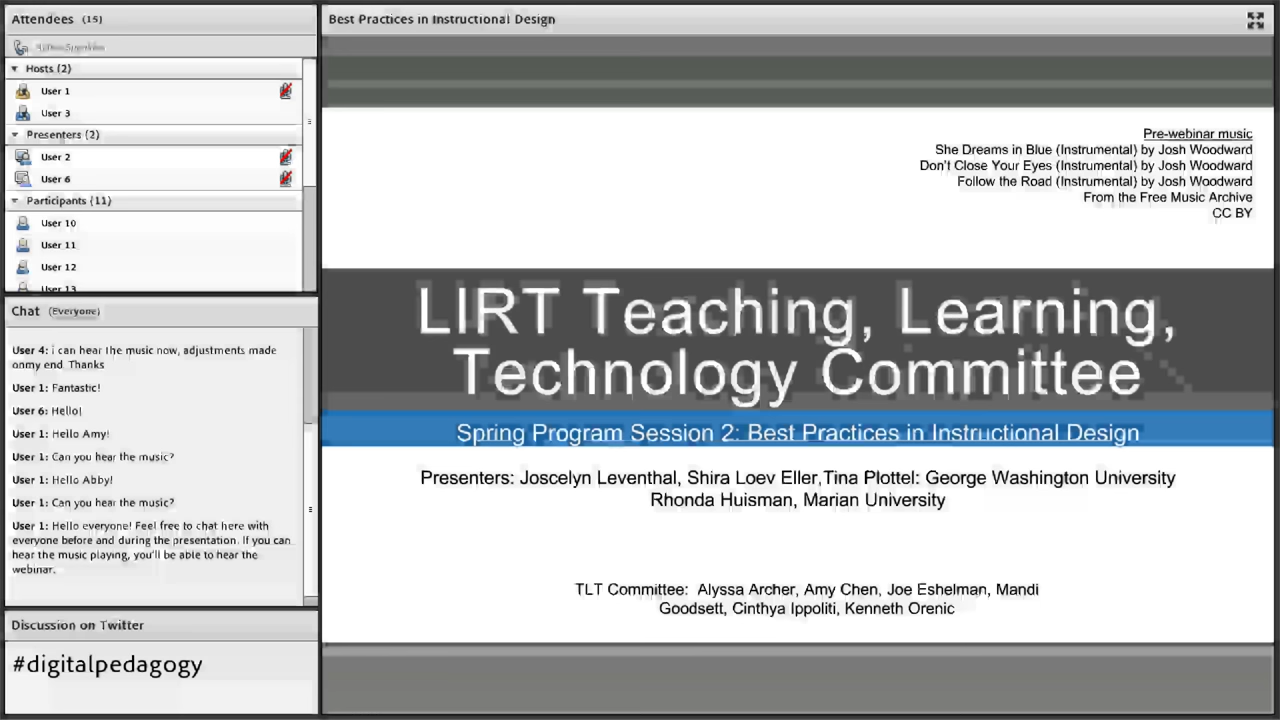 Attendees (15)
Hosts (2)
User 1
User 3
Presenters (2)
User 2
User 6
Participants (11)
User 10
User 11
User 12
User 13
Chat (Everyone)
User 4: i can hear the music now, adjustments made
onmy end. Thanks
User 1: Fantastic!
User 6: Hello!
User 1: Hello Amy!
User 1: Can you hear the music?
User 1: Hello Abby!
User 1: Can you hear the music?
User 1: Hello everyone! Feel free to chat here with
everyone before and during the presentation. If you can
hear the music playing, you'll be able to hear the
webinar.
Discussion on Twitter
#digitalpedagogy
Best Practices in Instructional Design
Pre-webinar music
She Dreams in Blue (Instrumental) by Josh Woodward
Don't Close Your Eyes (Instrumental) by Josh Woodward
Follow the Road (Instrumental) by Josh Woodward
From the Free Music Archive
CC BY
LIRT Teaching, Learning,
Technology Committee
Spring Program Session 2: Best Practices in Instructional Design
Presenters: Joscelyn Leventhal, Shira Loev Eller,Tina Plottel: George Washington University
Rhonda Huisman, Marian University
TLT Committee: Alyssa Archer, Amy Chen, Joe Eshelman, Mandi
Goodsett, Cinthya Ippoliti, Kenneth Orenic